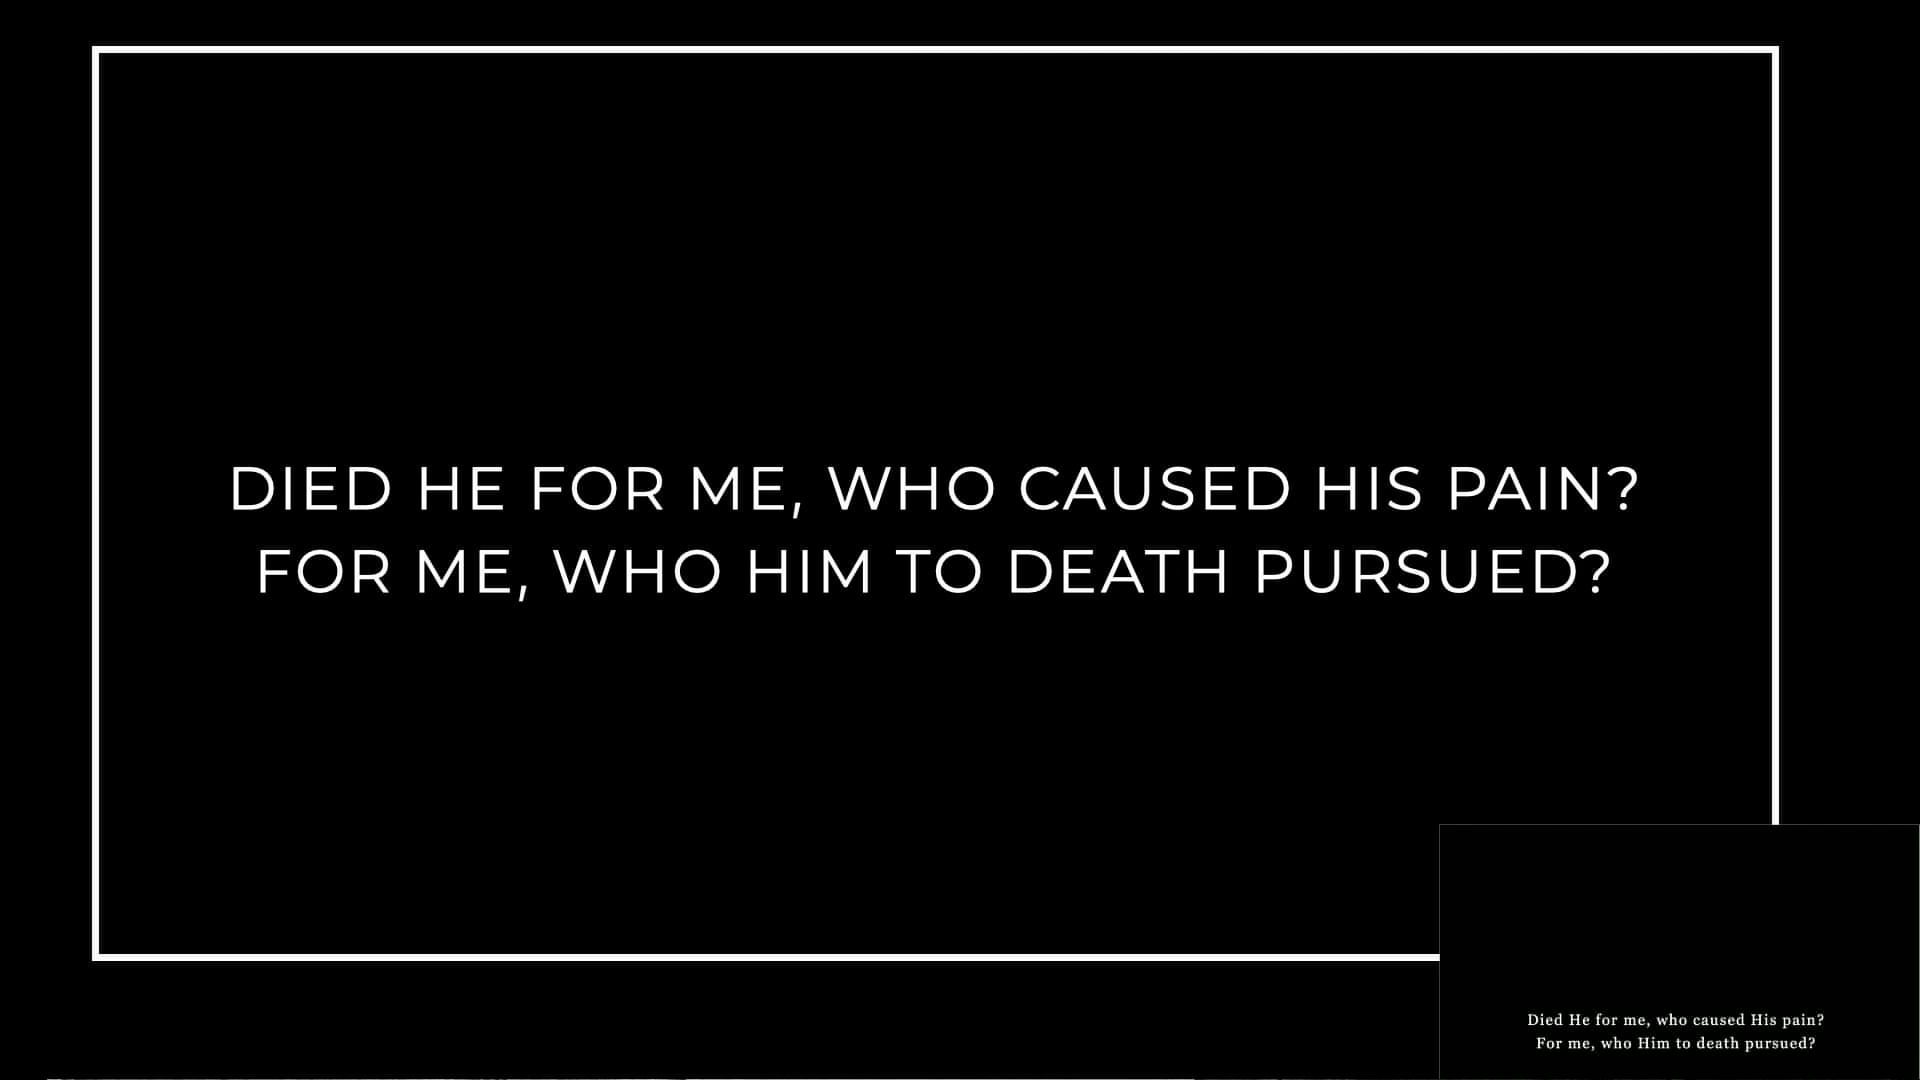 DIED HE FOR ME, WHO CAUSED HIS PAIN?
FOR ME, WHO HIM TO DEATH PURSUED?
Died He for me, who caused His pain?
For me, who Him to death pursued?